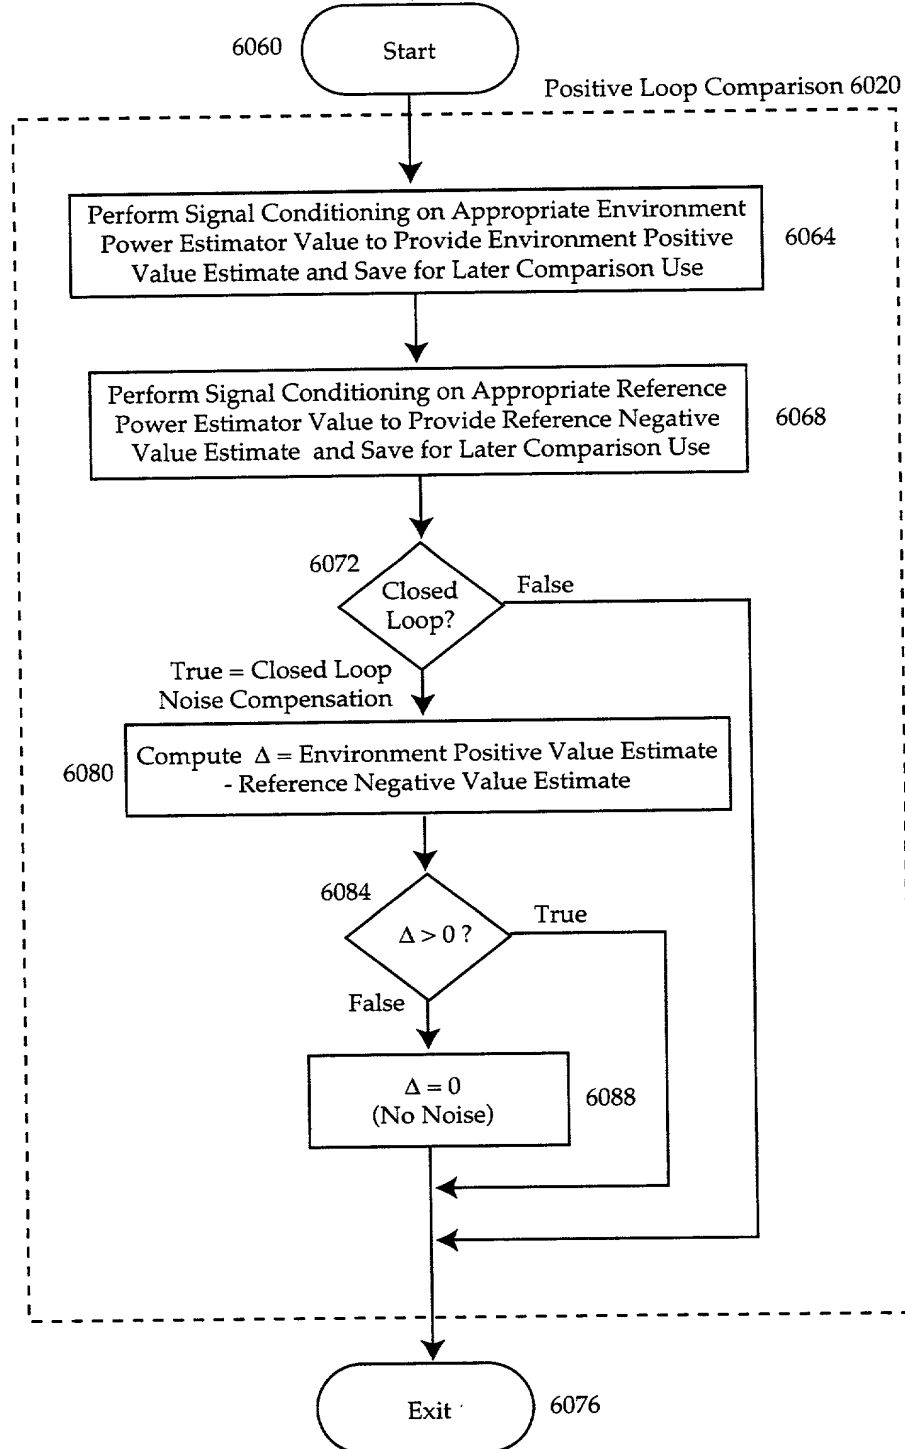 6060
Start
Positive Loop Comparison 6020
Perform Signal Conditioning on Appropriate Environment
Power Estimator Value to Provide Environment Positive
Value Estimate and Save for Later Comparison Use
6064
Perform Signal Conditioning on Appropriate Reference
Power Estimator Value to Provide Reference Negative
Value Estimate and Save for Later Comparison Use
6068
6072
Closed
Loop?
False
True = Closed Loop
Noise Compensation
6080
Compute Δ = Environment Positive Value Estimate
- Reference Negative Value Estimate
6084
Δ > 0 ?
True
False
Δ = 0
(No Noise)
6088
Exit
6076